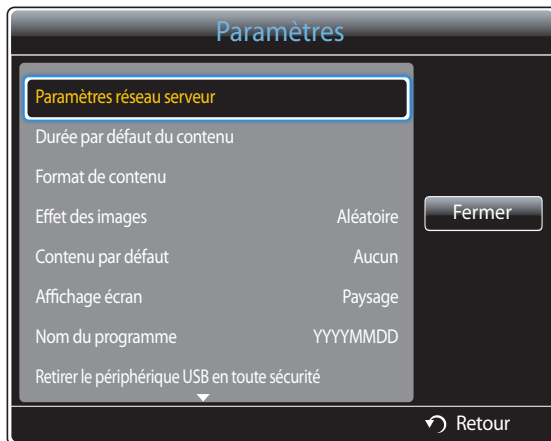 Paramètres
Paramètres réseau serveur
Durée par défaut du contenu
Format de contenu
Effet des images Aléatoire
Fermer
Contenu par défaut Aucun
Affichage écran Paysage
Nom du programme YYYYMMDD
Retirer le périphérique USB en toute sécurité
Retour